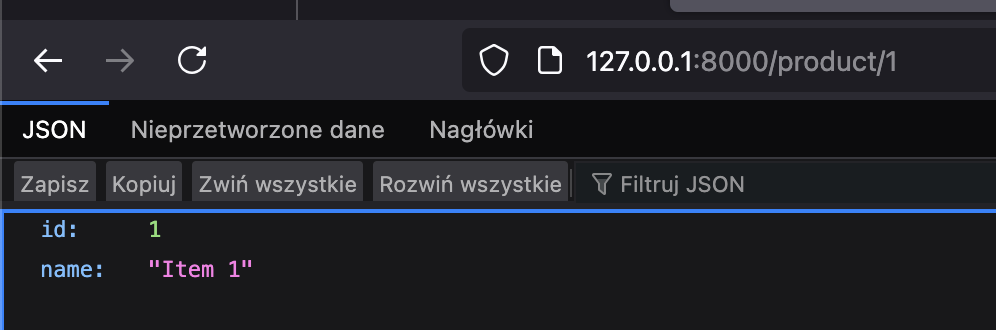 127.0.0.1:8000/product/1
JSON Nieprzetworzone dane Nagłówki
Zapisz Kopiuj Zwiń wszystkie Rozwiń wszystkie Filtruj JSON
id: 1
name: "Item 1"